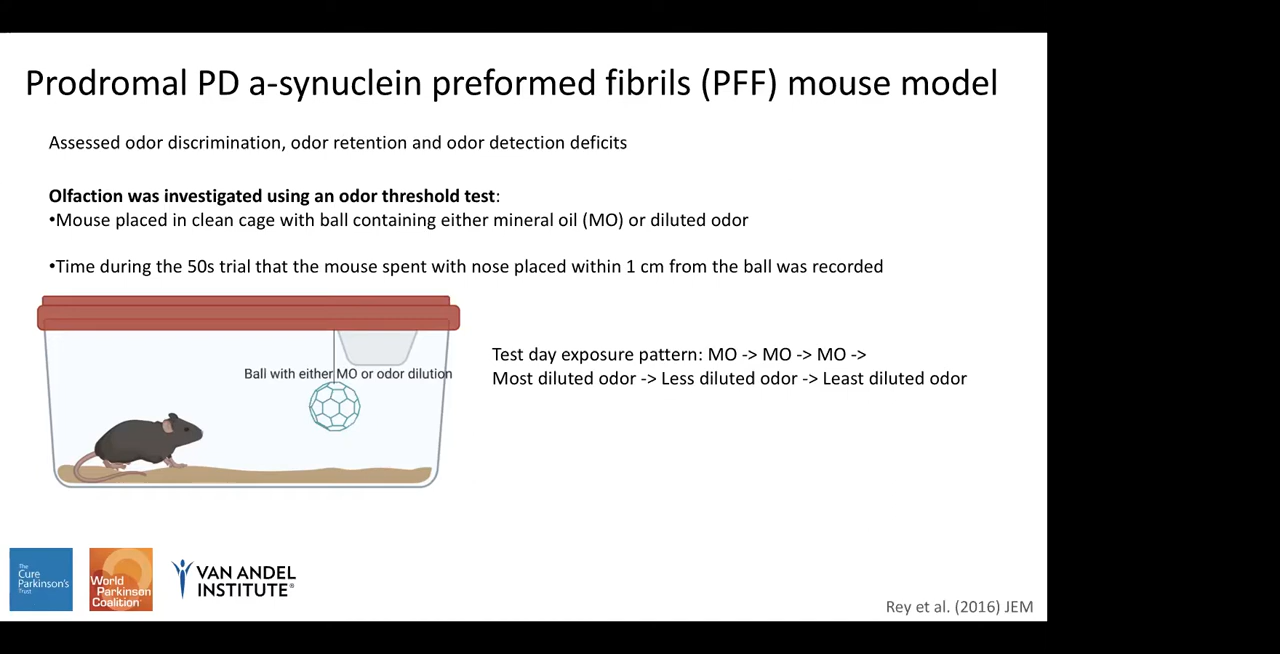 Prodromal PD a-synuclein preformed fibrils (PFF) mouse model
Assessed odor discrimination, odor retention and odor detection deficits
Olfaction was investigated using an odor threshold test:
•Mouse placed in clean cage with ball containing either mineral oil (MO) or diluted odor
•Time during the 50s trial that the mouse spent with nose placed within 1 cm from the ball was recorded
Ball with either MO or odor dilution
Test day exposure pattern: MO -> MO -> MO ->
Most diluted odor -> Less diluted odor -> Least diluted odor
The
Cure
Parkinson's
Trust
World
Parkinson
Coalition
VAN ANDEL
INSTITUTE®
Rey et al. (2016) JEM